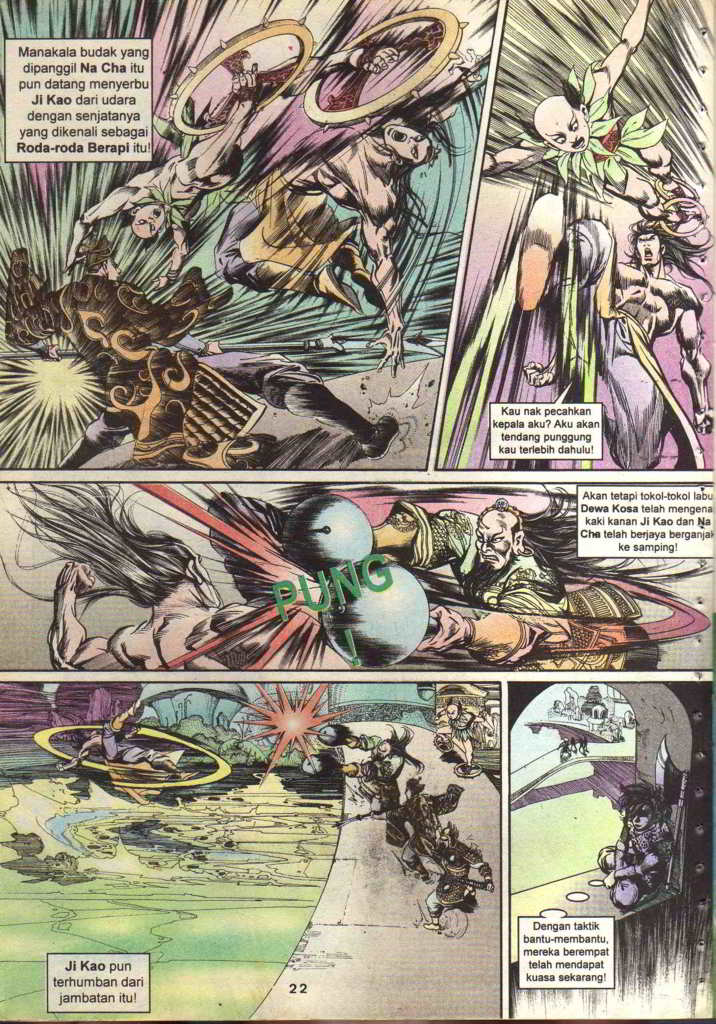 Manakala budak yang
dipanggil Na Cha itu
pun datang menyerbu
Ji Kao dari udara
dengan senjatanya
yang dikenali sebagai
Roda-roda Berapi itu!
Kau nak pecahkan
kepala aku? Aku akan
tendang punggung
kau terlebih dahulu!
Akan tetapi tokol-tokol labu
Dewa Kosa telah mengena
kaki kanan Ji Kao dan Na
Cha telah berjaya berganjak
ke samping!
PUNG
!
Ji Kao pun
terhumban dari
jambatan itu!
22
Dengan taktik
bantu-membantu,
mereka berempat
telah mendapat
kuasa sekarang!